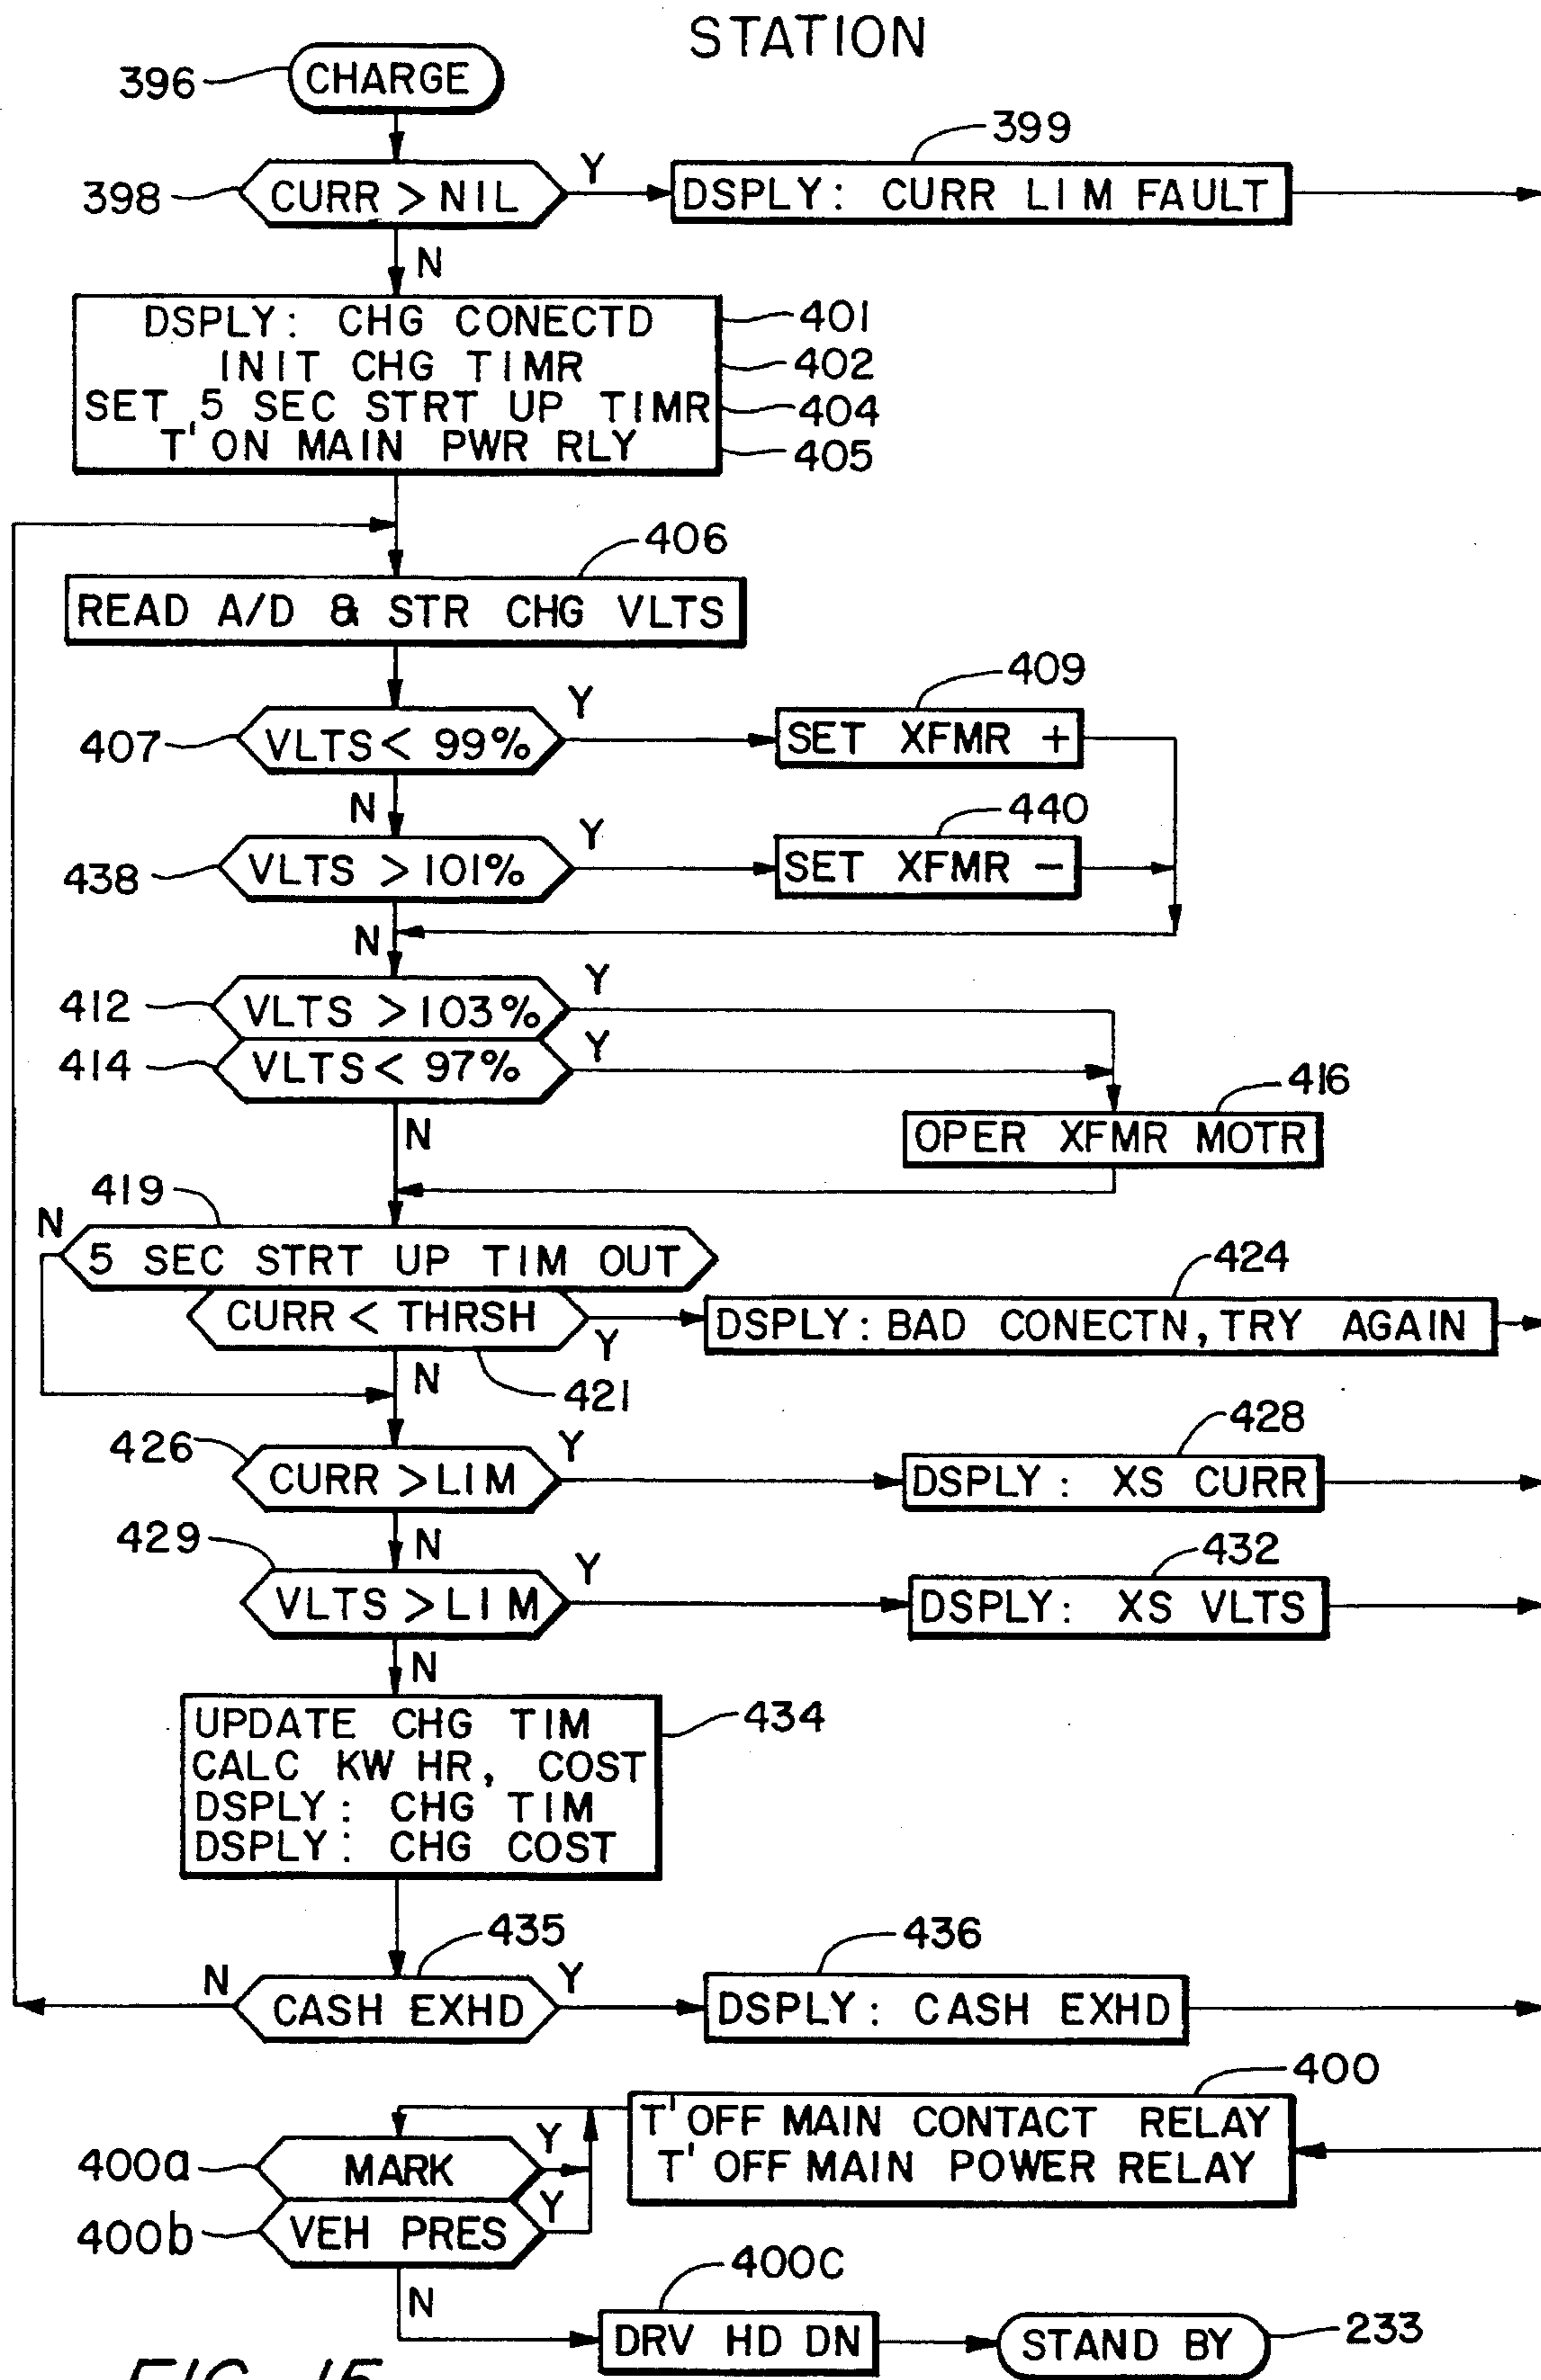 STATION
396 CHARGE
399
398 CURR > NIL Y DSPLY: CURR LIM FAULT
N
DSPLY: CHG CONECTD 401
INIT CHG TIMR 402
SET 5 SEC STRT UP TIMR 404
T'ON MAIN PWR RLY 405
406
READ A/D & STR CHG VLTS
409
407 VLTS < 99% Y SET XFMR +
N
440
438 VLTS > 101% Y SET XFMR -
N
412 VLTS > 103% Y
414 VLTS < 97% Y
416
N OPER XFMR MOTR
419
N 5 SEC STRT UP TIM OUT
424
CURR < THRSH Y DSPLY: BAD CONECTN, TRY AGAIN
N 421
428
426 CURR > LIM Y DSPLY: XS CURR
N
432
429 VLTS > LIM Y DSPLY: XS VLTS
N
UPDATE CHG TIM 434
CALC KW HR, COST
DSPLY: CHG TIM
DSPLY: CHG COST
435 436
N CASH EXHD Y DSPLY: CASH EXHD
400
T'OFF MAIN CONTACT RELAY
T'OFF MAIN POWER RELAY
400a MARK Y
400b VEH PRES Y
400C
N DRV HD DN STAND BY 233
FIG. 15